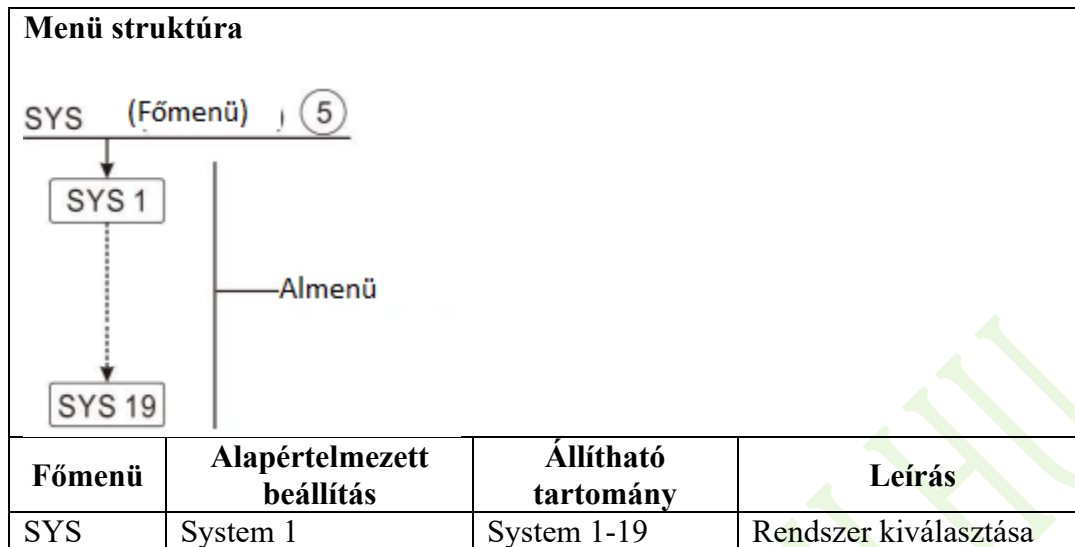 Menü struktúra
SYS (Főmenü) ) 5
SYS 1
Almenü
SYS 19
Főmenü Alapértelmezett beállítás Állítható tartomány Leírás
SYS System 1 System 1-19 Rendszer kiválasztása
HU